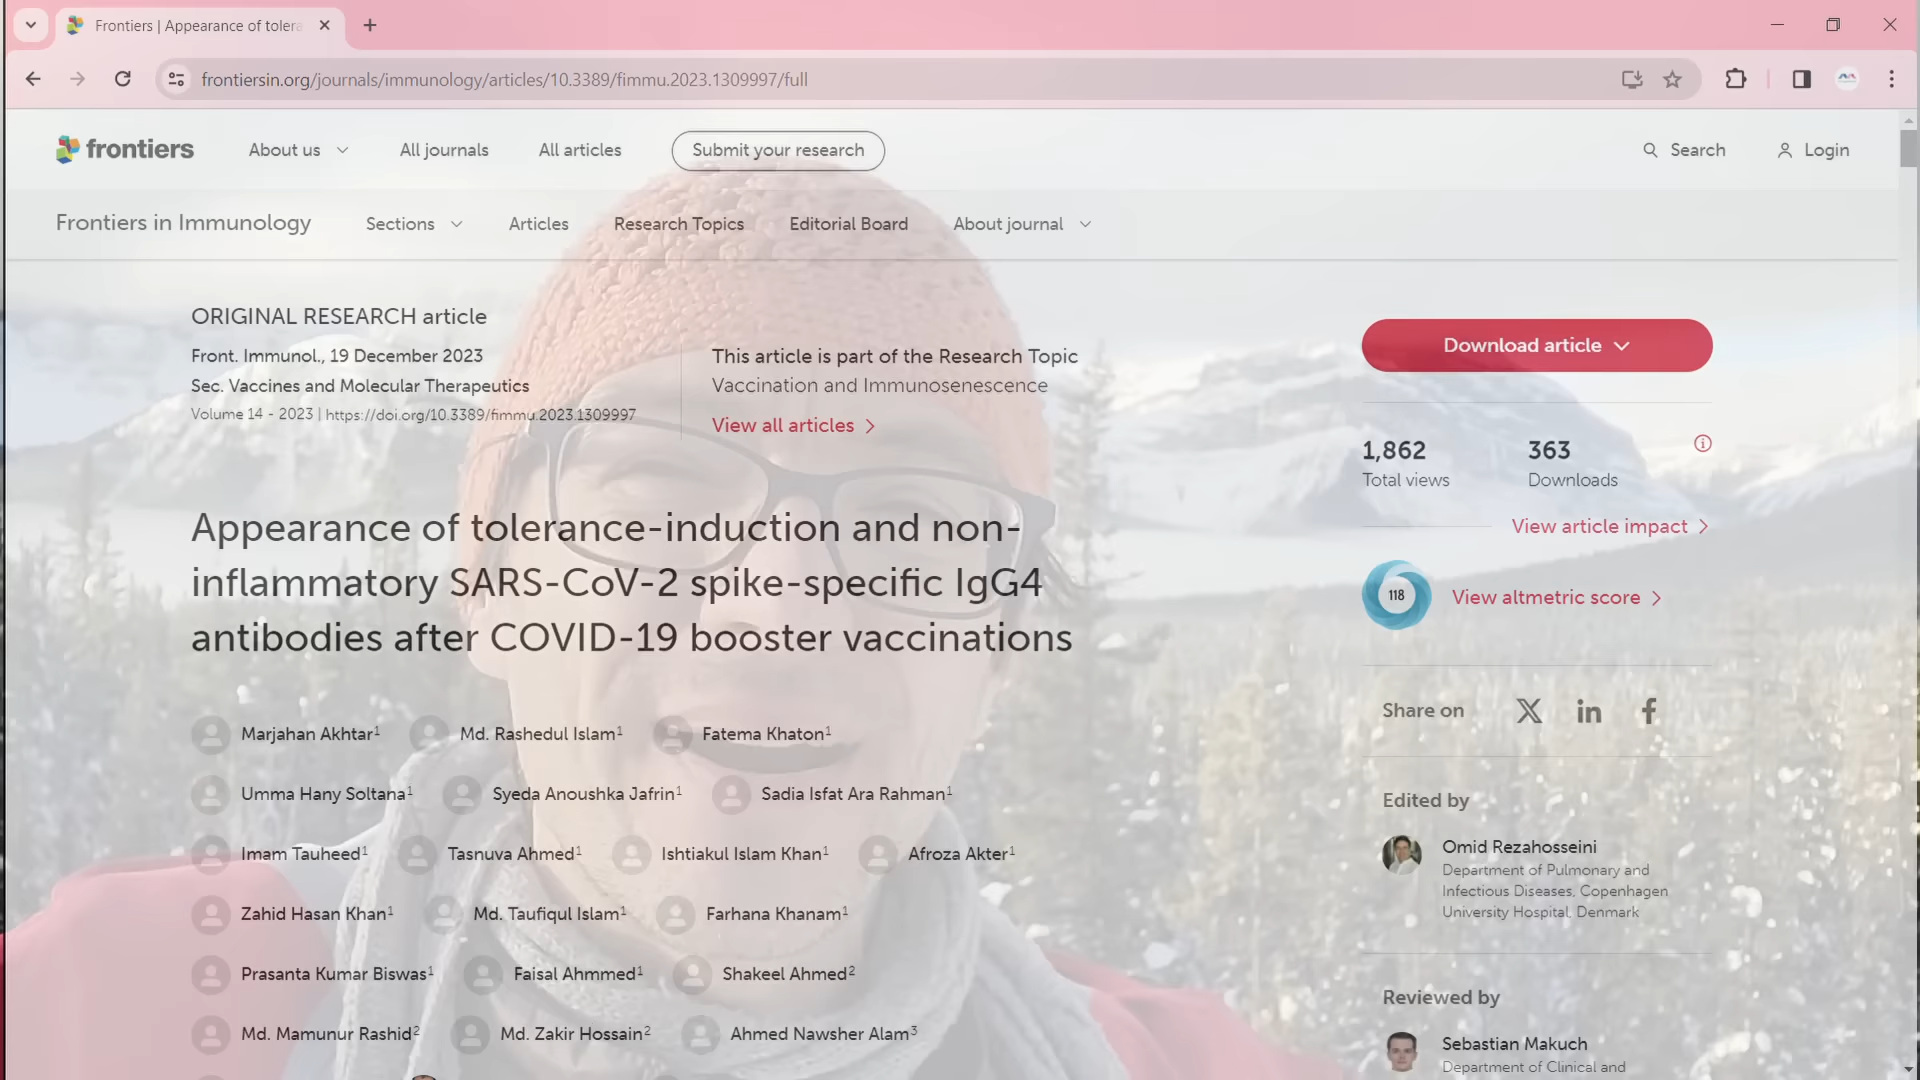 Frontiers | Appearance of tolera
frontiersin.org/journals/immunology/articles/10.3389/fimmu.2023.1309997/full
frontiers
About us
All journals
All articles
Submit your research
Search
Login
Frontiers in Immunology
Sections
Articles
Research Topics
Editorial Board
About journal
ORIGINAL RESEARCH article
Front. Immunol., 19 December 2023
Sec. Vaccines and Molecular Therapeutics
Volume 14 - 2023 | https://doi.org/10.3389/fimmu.2023.1309997
This article is part of the Research Topic
Vaccination and Immunosenescence
View all articles
Appearance of tolerance-induction and non-
inflammatory SARS-CoV-2 spike-specific IgG4
antibodies after COVID-19 booster vaccinations
Marjahan Akhtar1 Md. Rashedul Islam1 Fatema Khaton1
Umma Hany Soltana1 Syeda Anoushka Jafrin1 Sadia Isfat Ara Rahman1
Imam Tauheed1 Tasnuva Ahmed1 Ishtiakul Islam Khan1 Afroza Akter1
Zahid Hasan Khan1 Md. Taufiqul Islam1 Farhana Khanam1
Prasanta Kumar Biswas1 Faisal Ahmmed1 Shakeel Ahmed2
Md. Mamunur Rashid2 Md. Zakir Hossain2 Ahmed Nawsher Alam3
Download article
1,862
Total views
363
Downloads
View article impact
118
View altmetric score
Share on
Edited by
Omid Rezahosseini
Department of Pulmonary and
Infectious Diseases, Copenhagen
University Hospital, Denmark
Reviewed by
Sebastian Makuch
Department of Clinical and